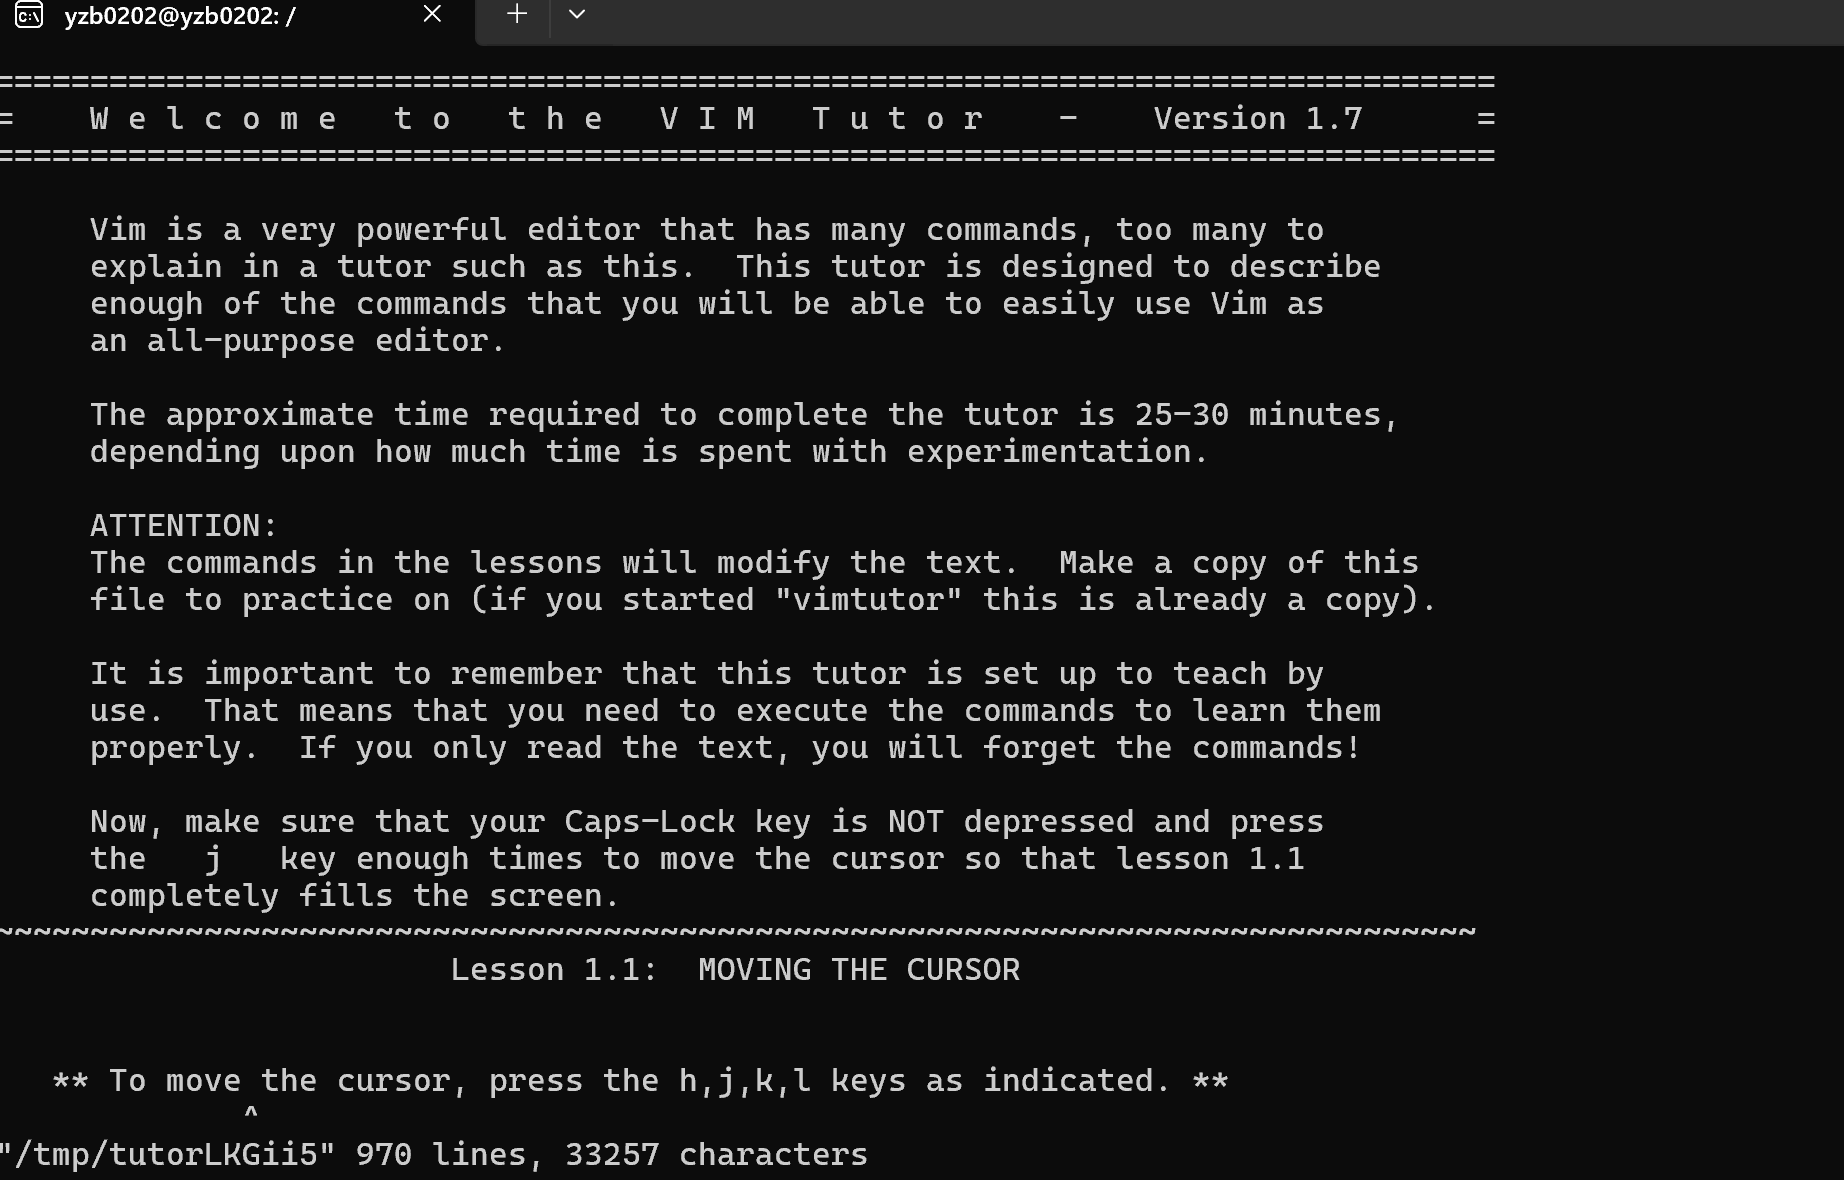 yzb0202@yzb0202: /
===============================================================================
=    W e l c o m e   t o   t h e   V I M   T u t o r    -    Version 1.7      =
===============================================================================
Vim is a very powerful editor that has many commands, too many to
explain in a tutor such as this.  This tutor is designed to describe
enough of the commands that you will be able to easily use Vim as
an all-purpose editor.
The approximate time required to complete the tutor is 25-30 minutes,
depending upon how much time is spent with experimentation.
ATTENTION:
The commands in the lessons will modify the text.  Make a copy of this
file to practice on (if you started "vimtutor" this is already a copy).
It is important to remember that this tutor is set up to teach by
use.  That means that you need to execute the commands to learn them
properly.  If you only read the text, you will forget the commands!
Now, make sure that your Caps-Lock key is NOT depressed and press
the   j   key enough times to move the cursor so that lesson 1.1
completely fills the screen.
~~~~~~~~~~~~~~~~~~~~~~~~~~~~~~~~~~~~~~~~~~~~~~~~~~~~~~~~~~~~~~~~~~~~~~~~~~~~~~
Lesson 1.1:  MOVING THE CURSOR
** To move the cursor, press the h,j,k,l keys as indicated. **
^
"/tmp/tutorLKGii5" 970 lines, 33257 characters